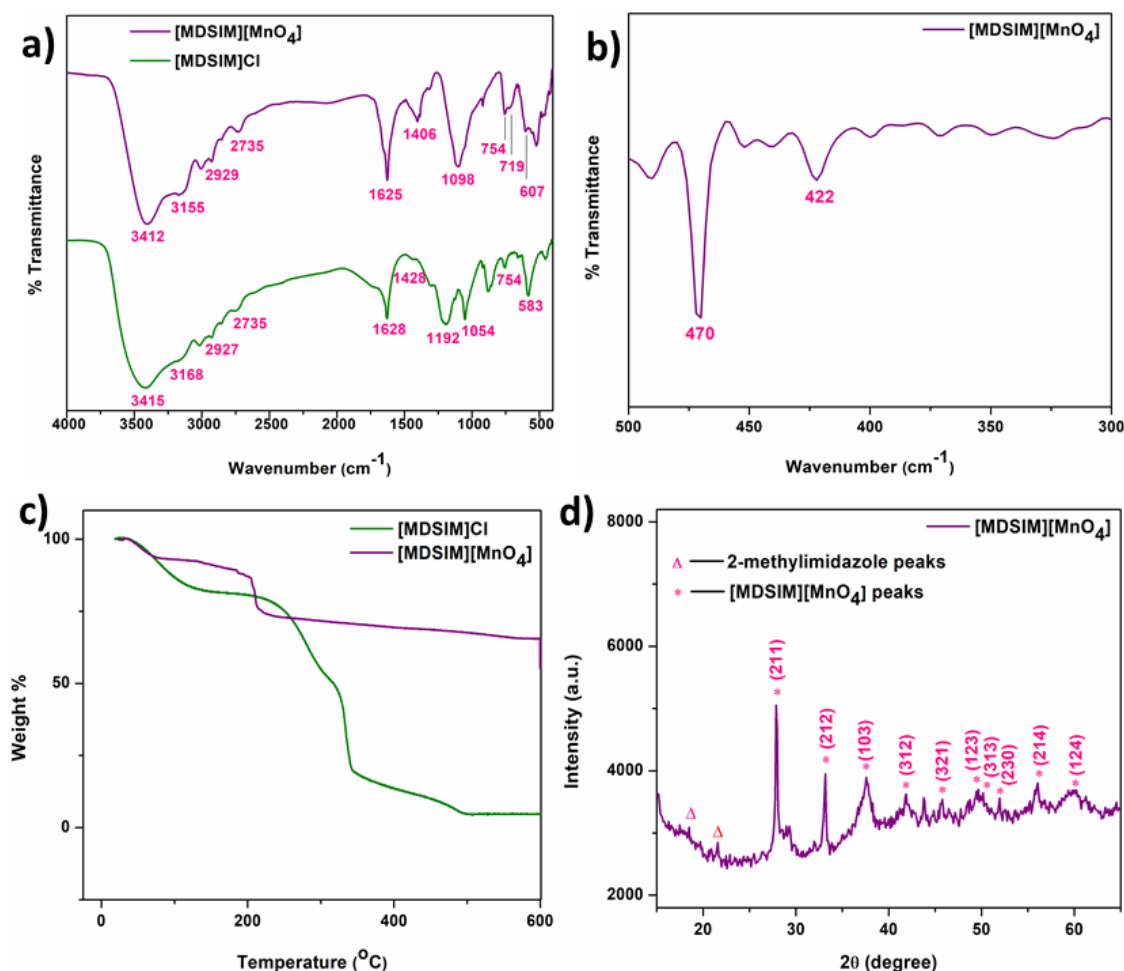 a)
[MDSIM][MnO4]
[MDSIM]Cl
2735
2929
3155
3412
1625
1406
1098
754
719
607
2735
2927
3168
3415
1628
1428
1192
1054
754
583
% Transmittance
4000 3500 3000 2500 2000 1500 1000 500
Wavenumber (cm-1)
b)
[MDSIM][MnO4]
422
470
% Transmittance
500 450 400 350 300
Wavenumber (cm-1)
c)
[MDSIM]Cl
[MDSIM][MnO4]
100
50
0
Weight %
0 200 400 600
Temperature (oC)
d)
[MDSIM][MnO4]
Δ 2-methylimidazole peaks
* [MDSIM][MnO4] peaks
8000
6000
4000
2000
Intensity (a.u.)
Δ
Δ
* (211)
* (212)
* (103)
* (312)
* (321)
* (123)
* (313)
* (230)
* (214)
* (124)
20 30 40 50 60
2θ (degree)